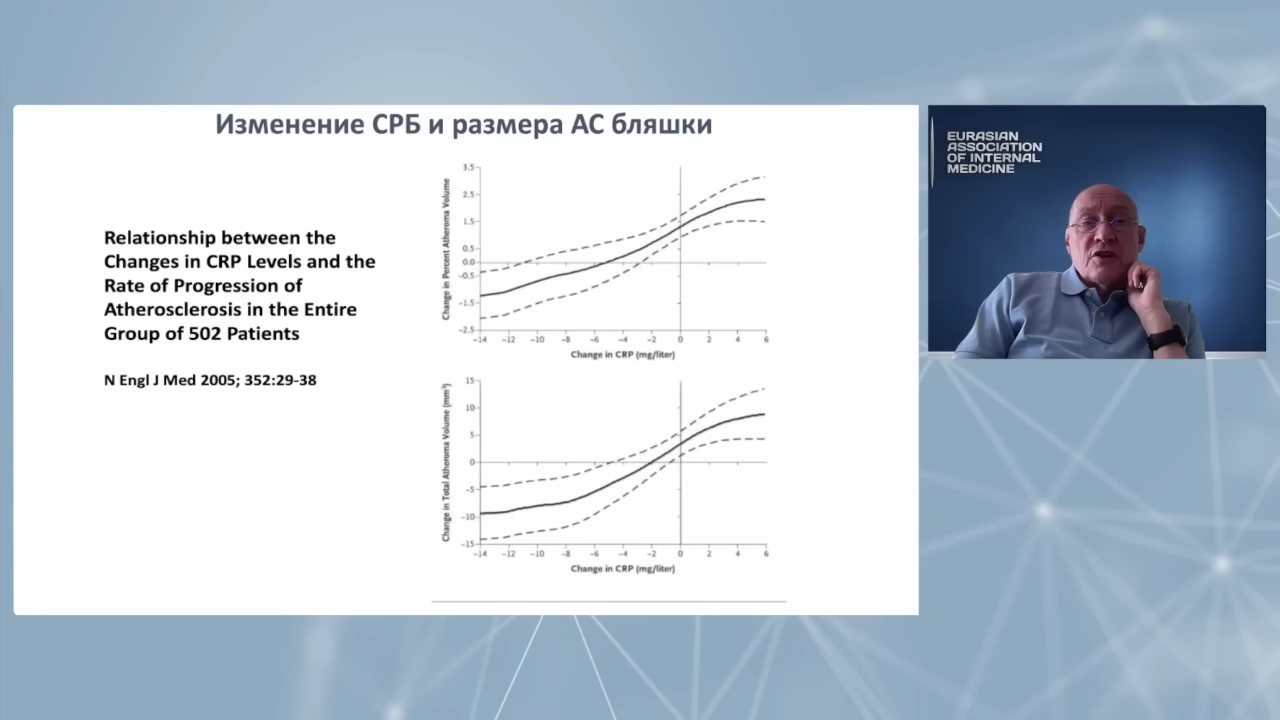 Изменение СРБ и размера АС бляшки
Relationship between the
Changes in CRP Levels and the
Rate of Progression of
Atherosclerosis in the Entire
Group of 502 Patients
N Engl J Med 2005; 352:29-38
Change in Percent Atheroma Volume
3.5
2.5
1.5
0.5
0.0
−0.5
−1.5
−2.5
−14 −12 −10 −8 −6 −4 −2 0 2 4 6
Change in CRP (mg/liter)
Change in Total Atheroma Volume (mm³)
15
10
5
0
−5
−10
−15
−14 −12 −10 −8 −6 −4 −2 0 2 4 6
Change in CRP (mg/liter)
EURASIAN
ASSOCIATION
OF INTERNAL
MEDICINE